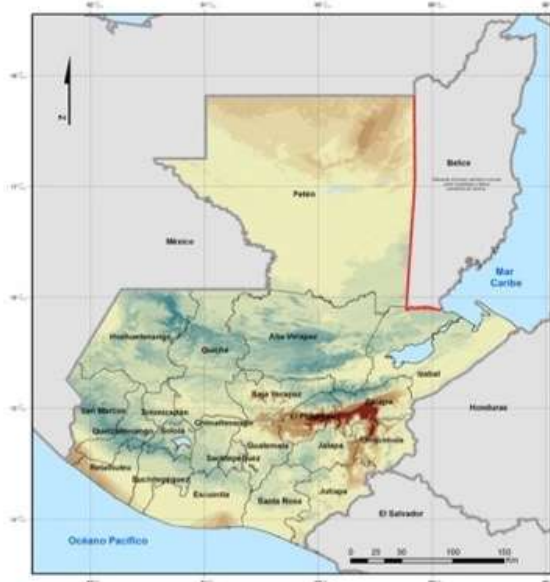 N
Belice
Petén
México
Mar
Caribe
Huehuetenango
Quiché
Alta Verapaz
Izabal
Baja Verapaz
Zacapa
Honduras
San Marcos
Totonicapán
El Progreso
Quetzaltenango
Sololá
Chimaltenango
Guatemala
Jalapa
Chiquimula
Sacatepéquez
Retalhuleu
Suchitepéquez
Escuintla
Santa Rosa
Jutiapa
El Salvador
Océano Pacífico
0 25 50 100 150
Km